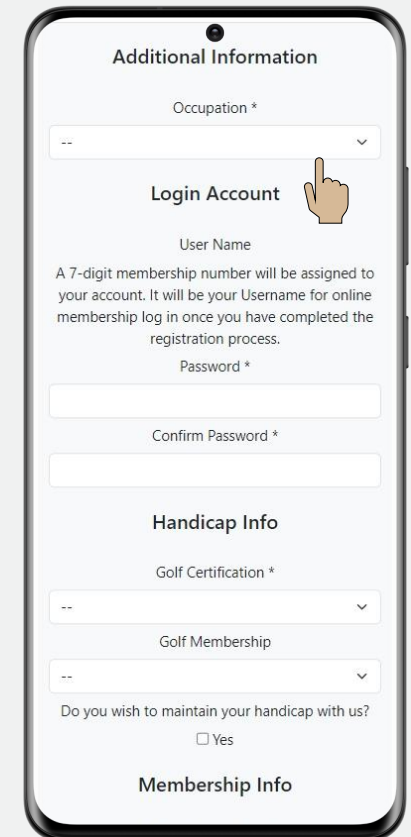 Additional Information
Occupation *
--
Login Account
User Name
A 7-digit membership number will be assigned to
your account. It will be your Username for online
membership log in once you have completed the
registration process.
Password *
Confirm Password *
Handicap Info
Golf Certification *
--
Golf Membership
--
Do you wish to maintain your handicap with us?
Yes
Membership Info